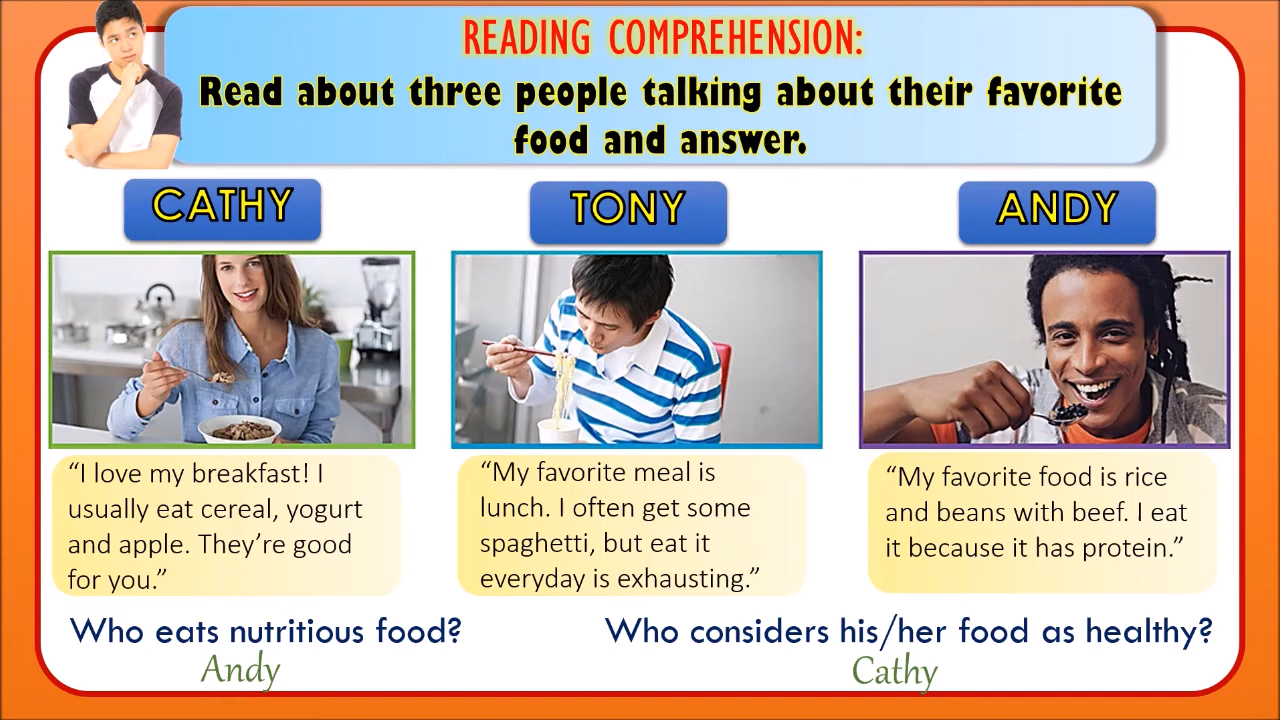 READING COMPREHENSION:
Read about three people talking about their favorite
food and answer.
CATHY
TONY
ANDY
“I love my breakfast! I
usually eat cereal, yogurt
and apple. They’re good
for you.”
“My favorite meal is
lunch. I often get some
spaghetti, but eat it
everyday is exhausting.”
“My favorite food is rice
and beans with beef. I eat
it because it has protein.”
Who eats nutritious food?
Andy
Who considers his/her food as healthy?
Cathy